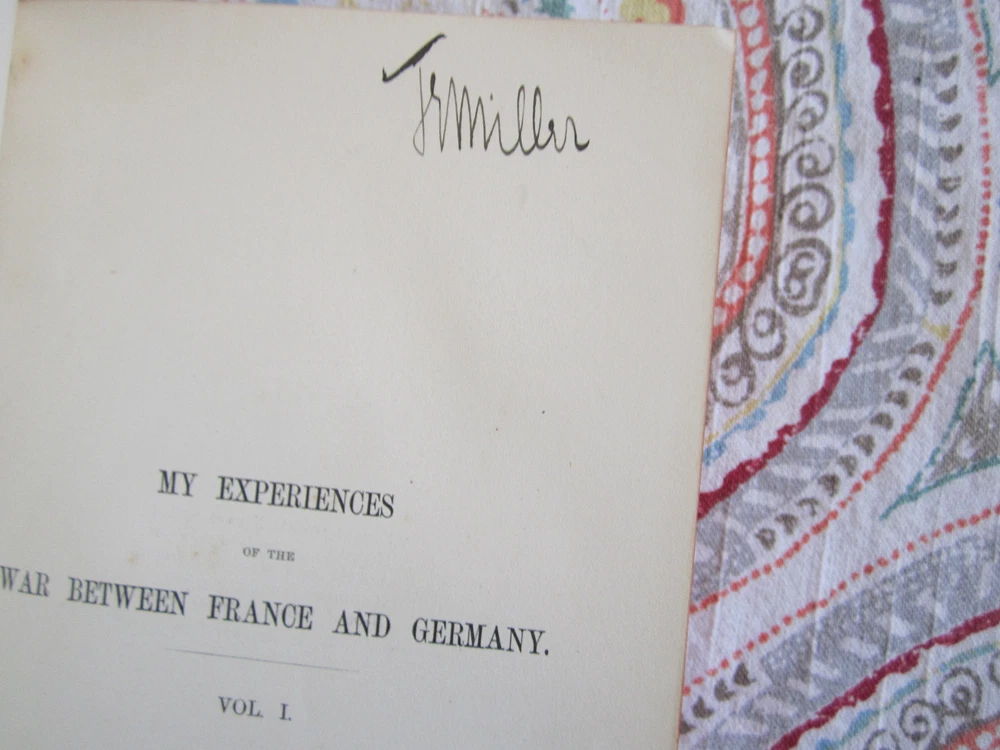 Miller
MY EXPERIENCES
OF THE
WAR BETWEEN FRANCE AND GERMANY.
VOL. I.